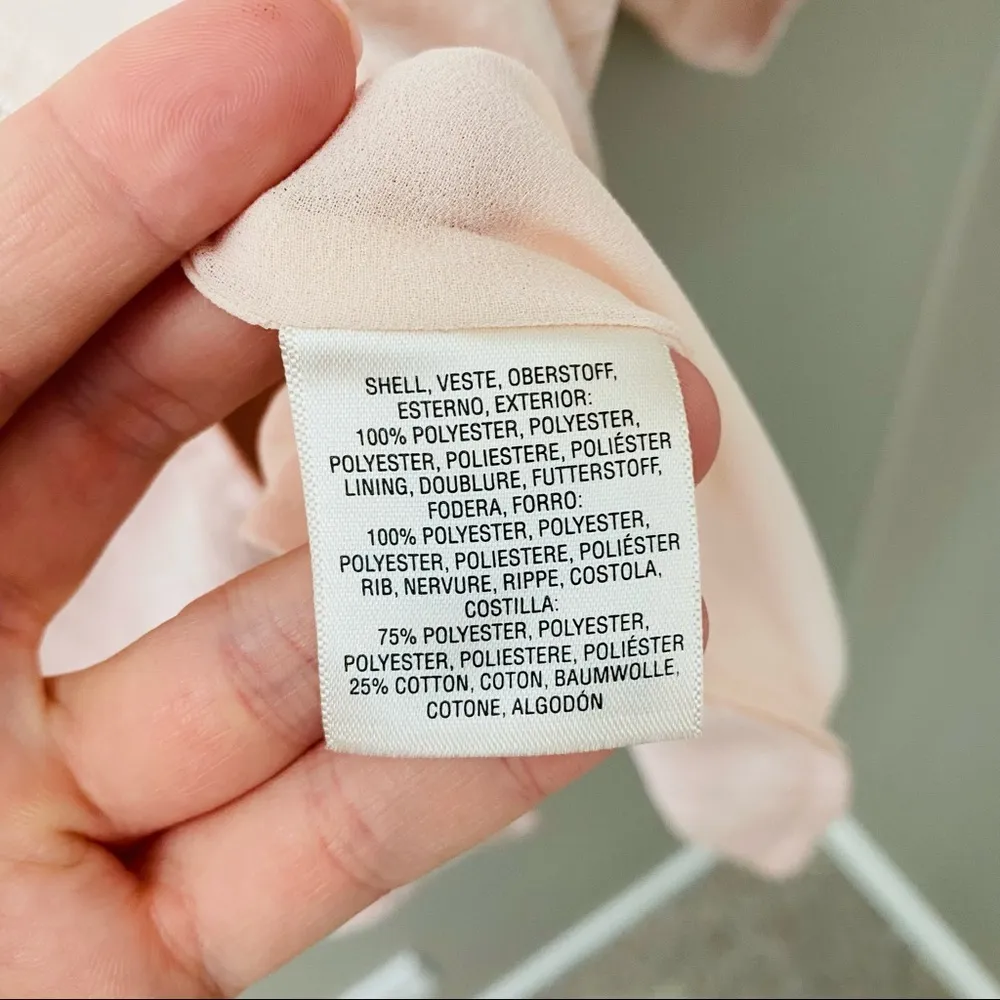 SHELL, VESTE, OBERSTOFF,
ESTERNO, EXTERIOR:
100% POLYESTER, POLYESTER,
POLYESTER, POLIESTERE, POLIÉSTER
LINING, DOUBLURE, FUTTERSTOFF,
FODERA, FORRO:
100% POLYESTER, POLYESTER,
POLYESTER, POLIESTERE, POLIÉSTER
RIB, NERVURE, RIPPE, COSTOLA,
COSTILLA:
75% POLYESTER, POLYESTER,
POLYESTER, POLIESTERE, POLIÉSTER
25% COTTON, COTON, BAUMWOLLE,
COTONE, ALGODÓN